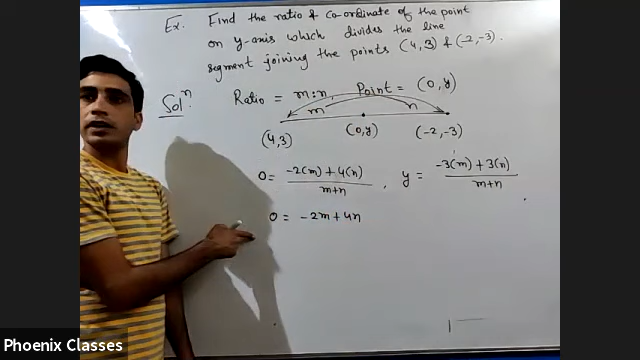 Ex. Find the ratio & co-ordinate of the point
on y-axis which divides the line
segment joining the points (4,3) & (-2,-3).
Solⁿ. Ratio = m:n, Point = (0, y)
m n
(4,3) (0,y) (-2,-3)
0 = -2(m) + 4(n) / m+n , y = -3(m) + 3(n) / m+n
0 = -2m + 4n
Phoenix Classes